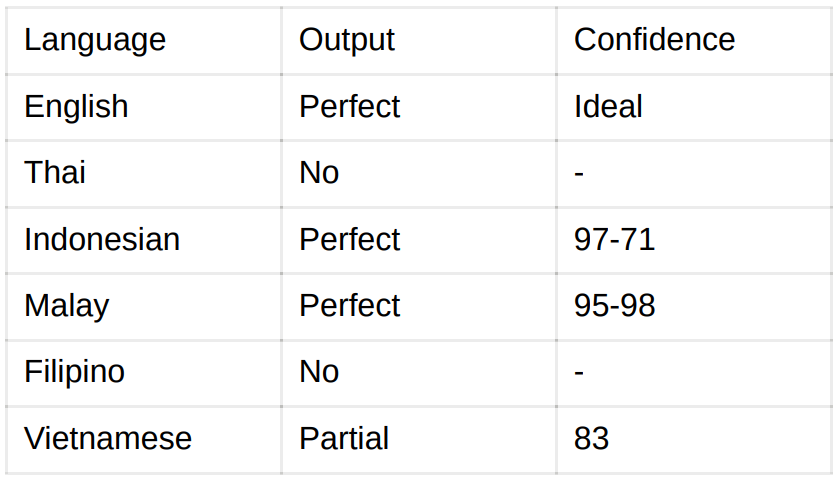 Language Output Confidence
English Perfect Ideal
Thai No -
Indonesian Perfect 97-71
Malay Perfect 95-98
Filipino No -
Vietnamese Partial 83